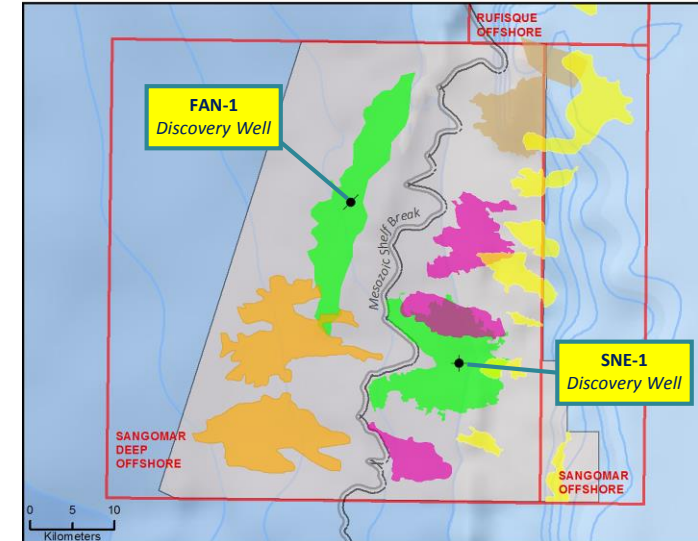 RUFISQUE
OFFSHORE
FAN-1
Discovery Well
Mesozoic Shelf Break
SNE-1
Discovery Well
SANGOMAR
DEEP
OFFSHORE
SANGOMAR
OFFSHORE
0 5 10
Kilometers